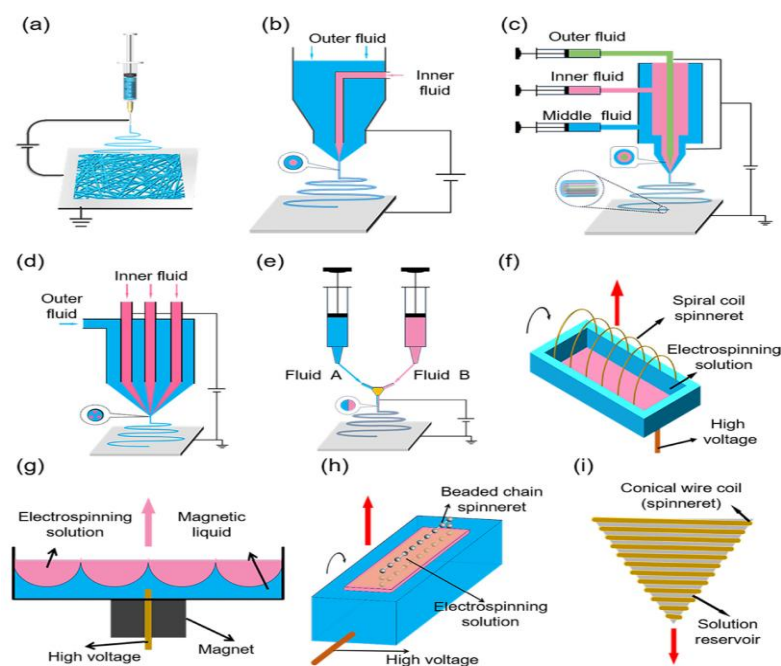 (a)
(b)
Outer fluid
Inner
fluid
(c)
Outer fluid
Inner fluid
Middle fluid
(d)
Inner fluid
Outer
fluid
(e)
Fluid A
Fluid B
(f)
Spiral coil
spinneret
Electrospinning
solution
High
voltage
(g)
Electrospinning
solution
Magnetic
liquid
High voltage
Magnet
(h)
Beaded chain
spinneret
Electrospinning
solution
High voltage
(i)
Conical wire coil
(spinneret)
Solution
reservoir